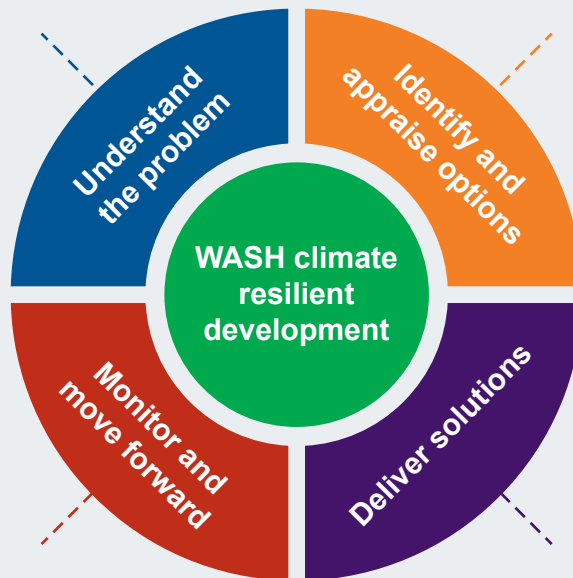 Understand
the problem
Identify and
appraise options
WASH climate
resilient
development
Monitor and
move forward
Deliver solutions